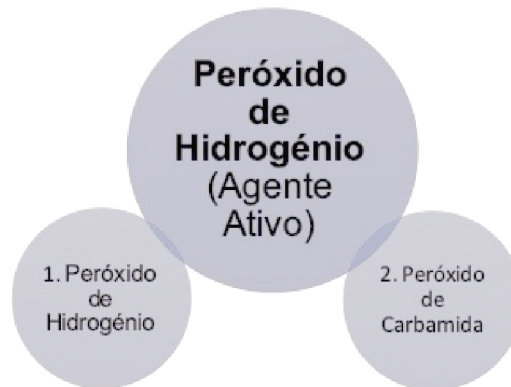 Peróxido
de
Hidrogénio
(Agente
Ativo)
1. Peróxido
de
Hidrogénio
2. Peróxido
de
Carbamida